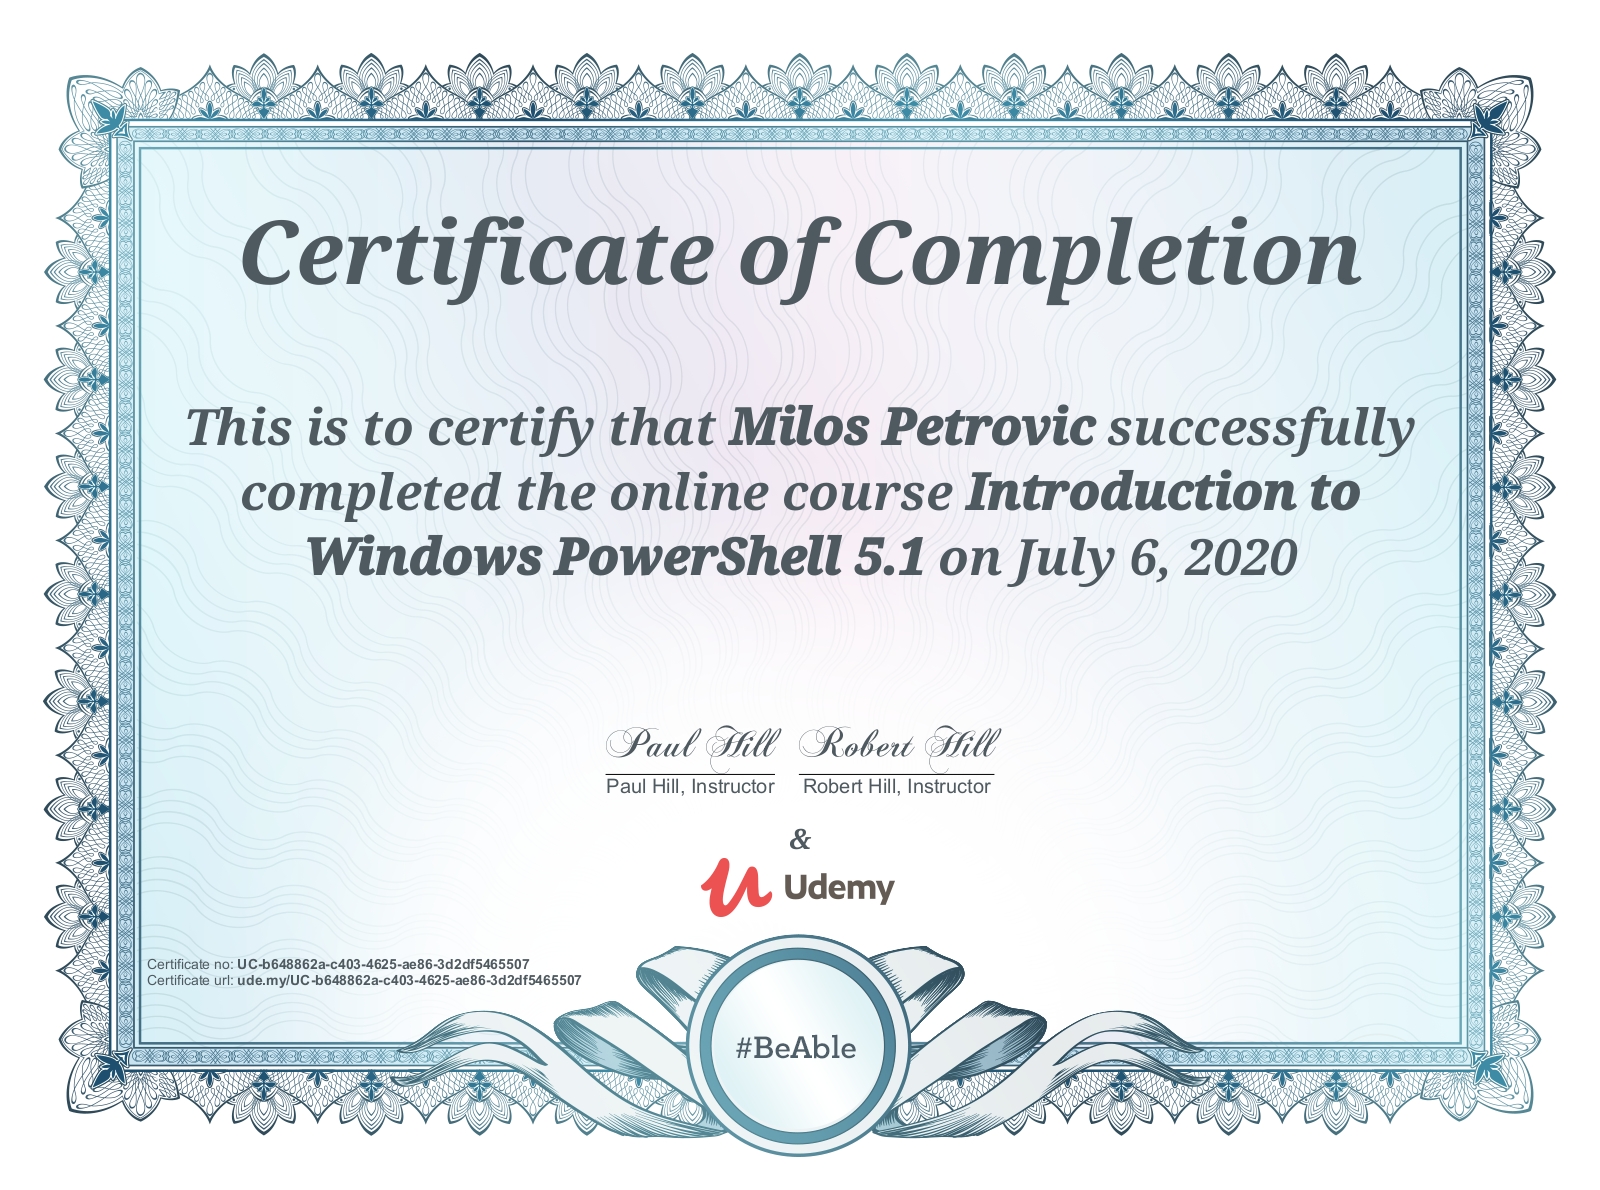 Certificate of Completion
This is to certify that Milos Petrovic successfully
completed the online course Introduction to
Windows PowerShell 5.1 on July 6, 2020
Paul Hill Robert Hill
Paul Hill, Instructor Robert Hill, Instructor
&
Udemy
Certificate no: UC-b648862a-c403-4625-ae86-3d2df5465507
Certificate url: ude.my/UC-b648862a-c403-4625-ae86-3d2df5465507
#BeAble